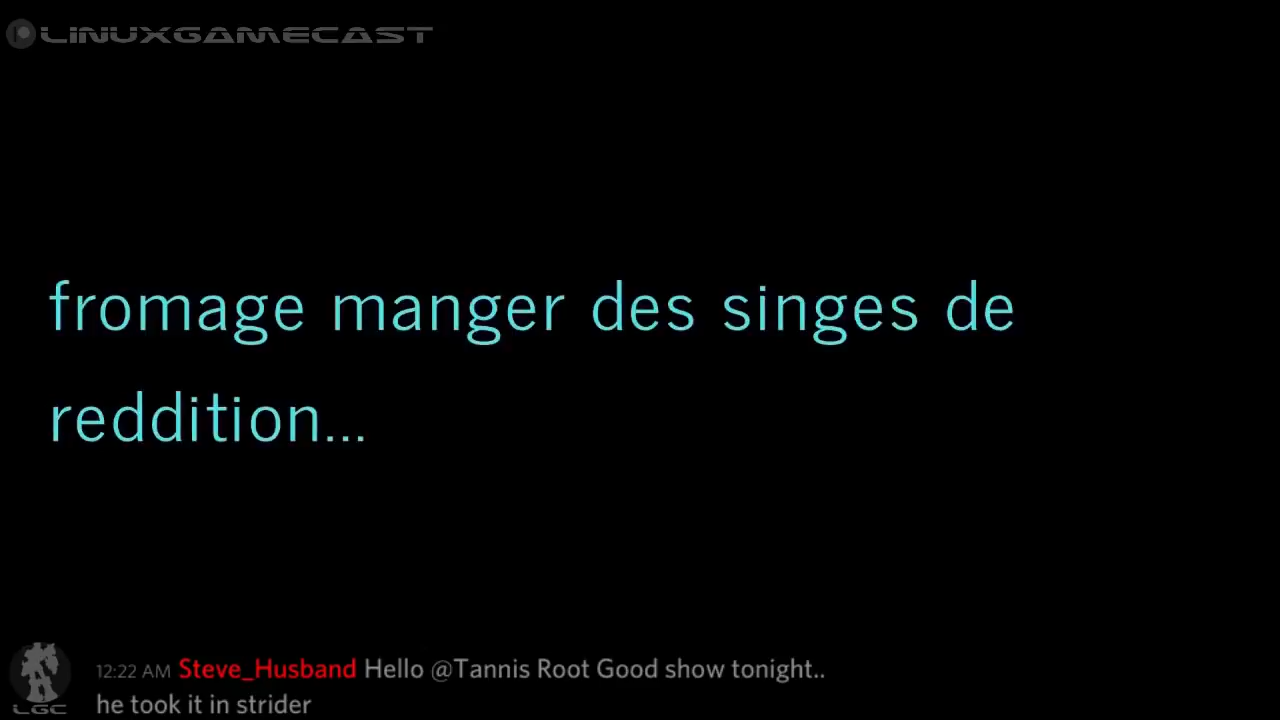 LINUXGAMECAST
fromage manger des singes de
reddition...
12:22 AM Steve_Husband Hello @Tannis Root Good show tonight..
he took it in strider
LGC